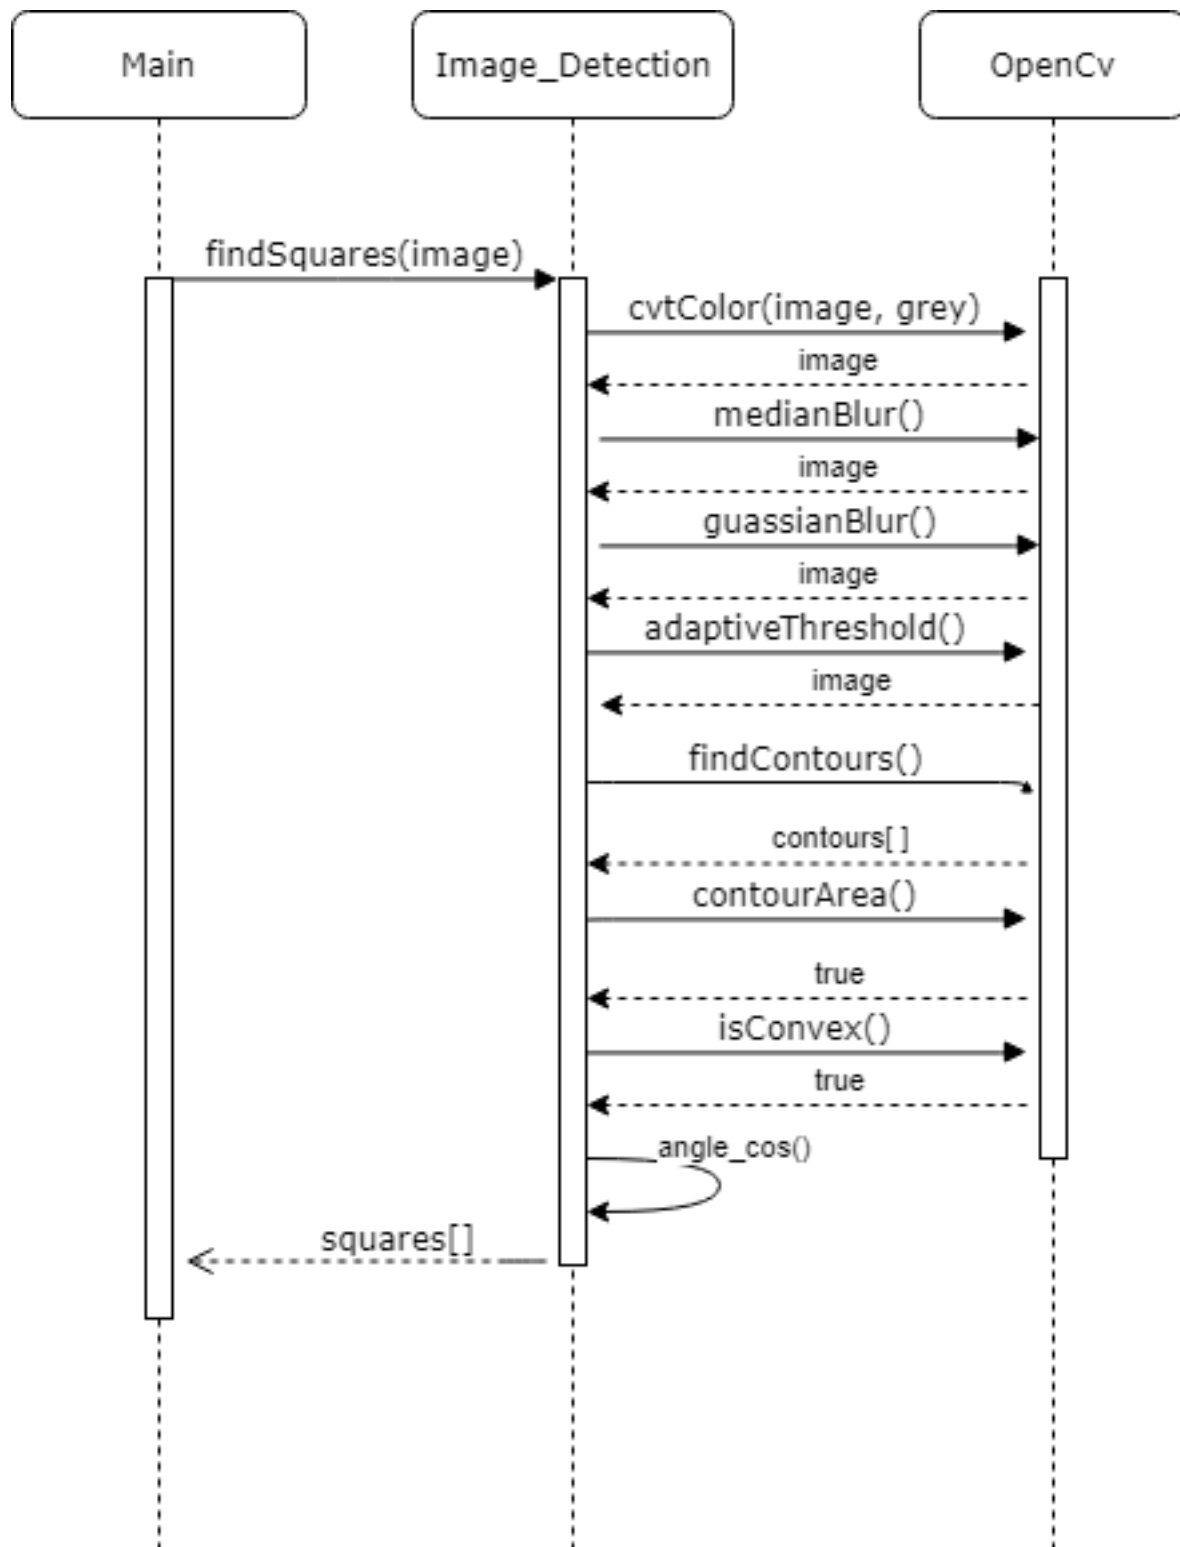 Main
Image_Detection
OpenCv
findSquares(image)
cvtColor(image, grey)
image
medianBlur()
image
guassianBlur()
image
adaptiveThreshold()
image
findContours()
contours[ ]
contourArea()
true
isConvex()
true
angle_cos()
squares[]